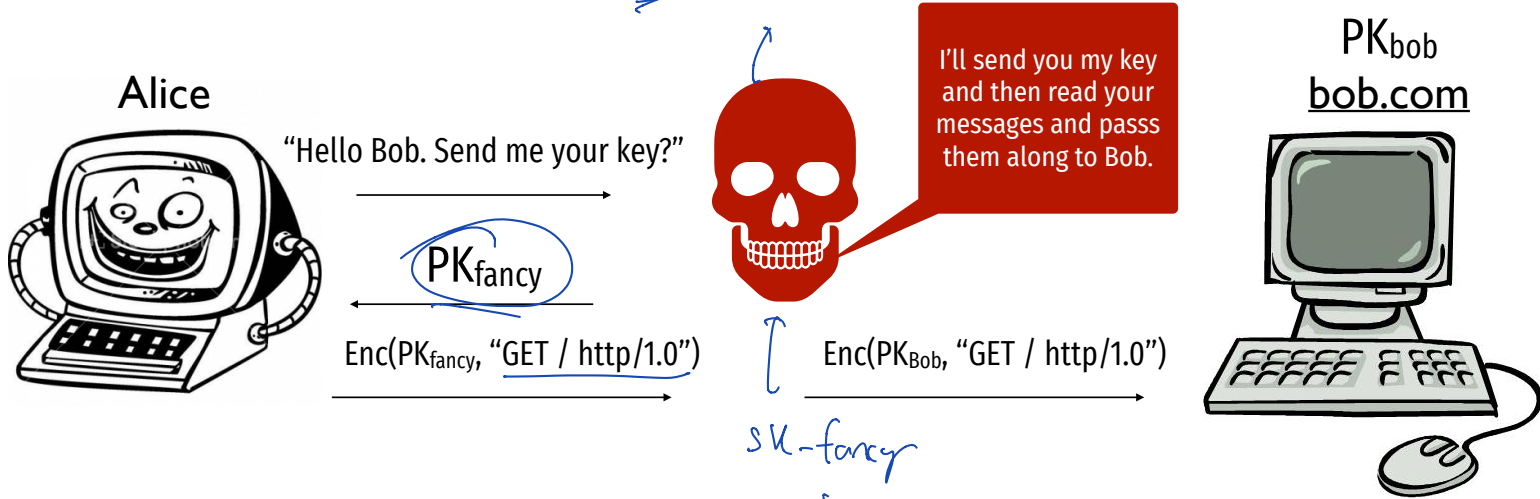 Alice
“Hello Bob. Send me your key?”
PKfancy
Enc(PKfancy, “GET / http/1.0”)
I’ll send you my key
and then read your
messages and passs
them along to Bob.
Enc(PKBob, “GET / http/1.0”)
sk-fancy
PKbob
bob.com